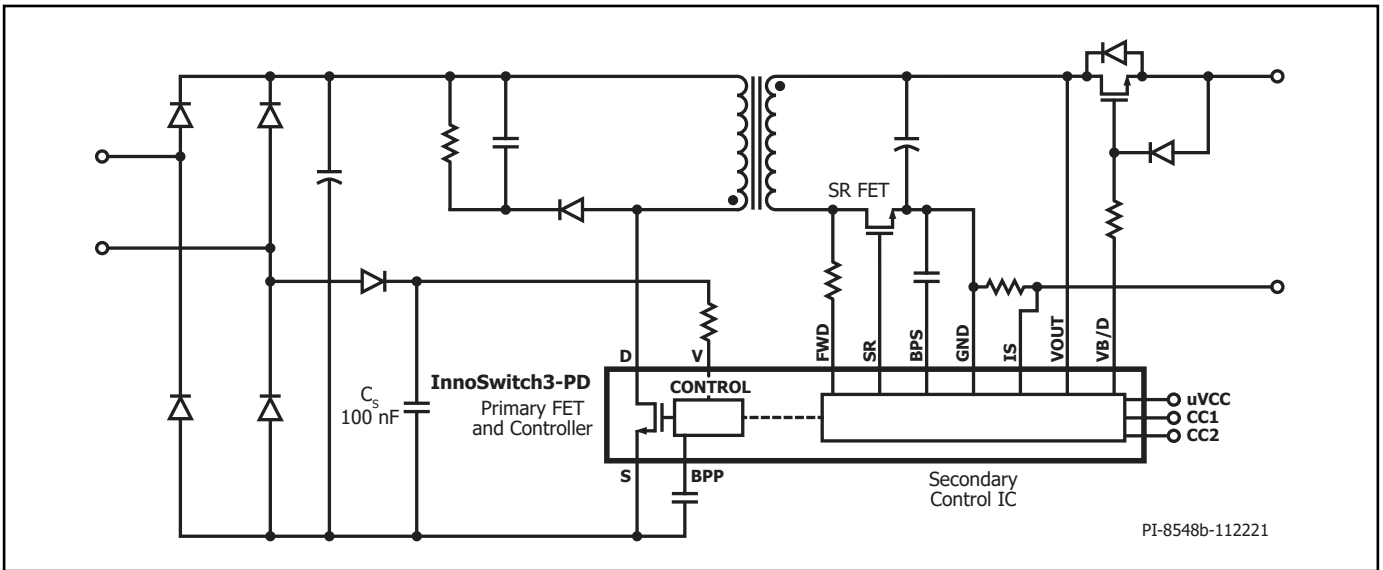 SR FET
FWD
SR
BPS
GND
IS
VOUT
VB/D
D
V
InnoSwitch3-PD
Primary FET
and Controller
CONTROL
CS
100 nF
uVCC
CC1
CC2
S
BPP
Secondary
Control IC
PI-8548b-112221